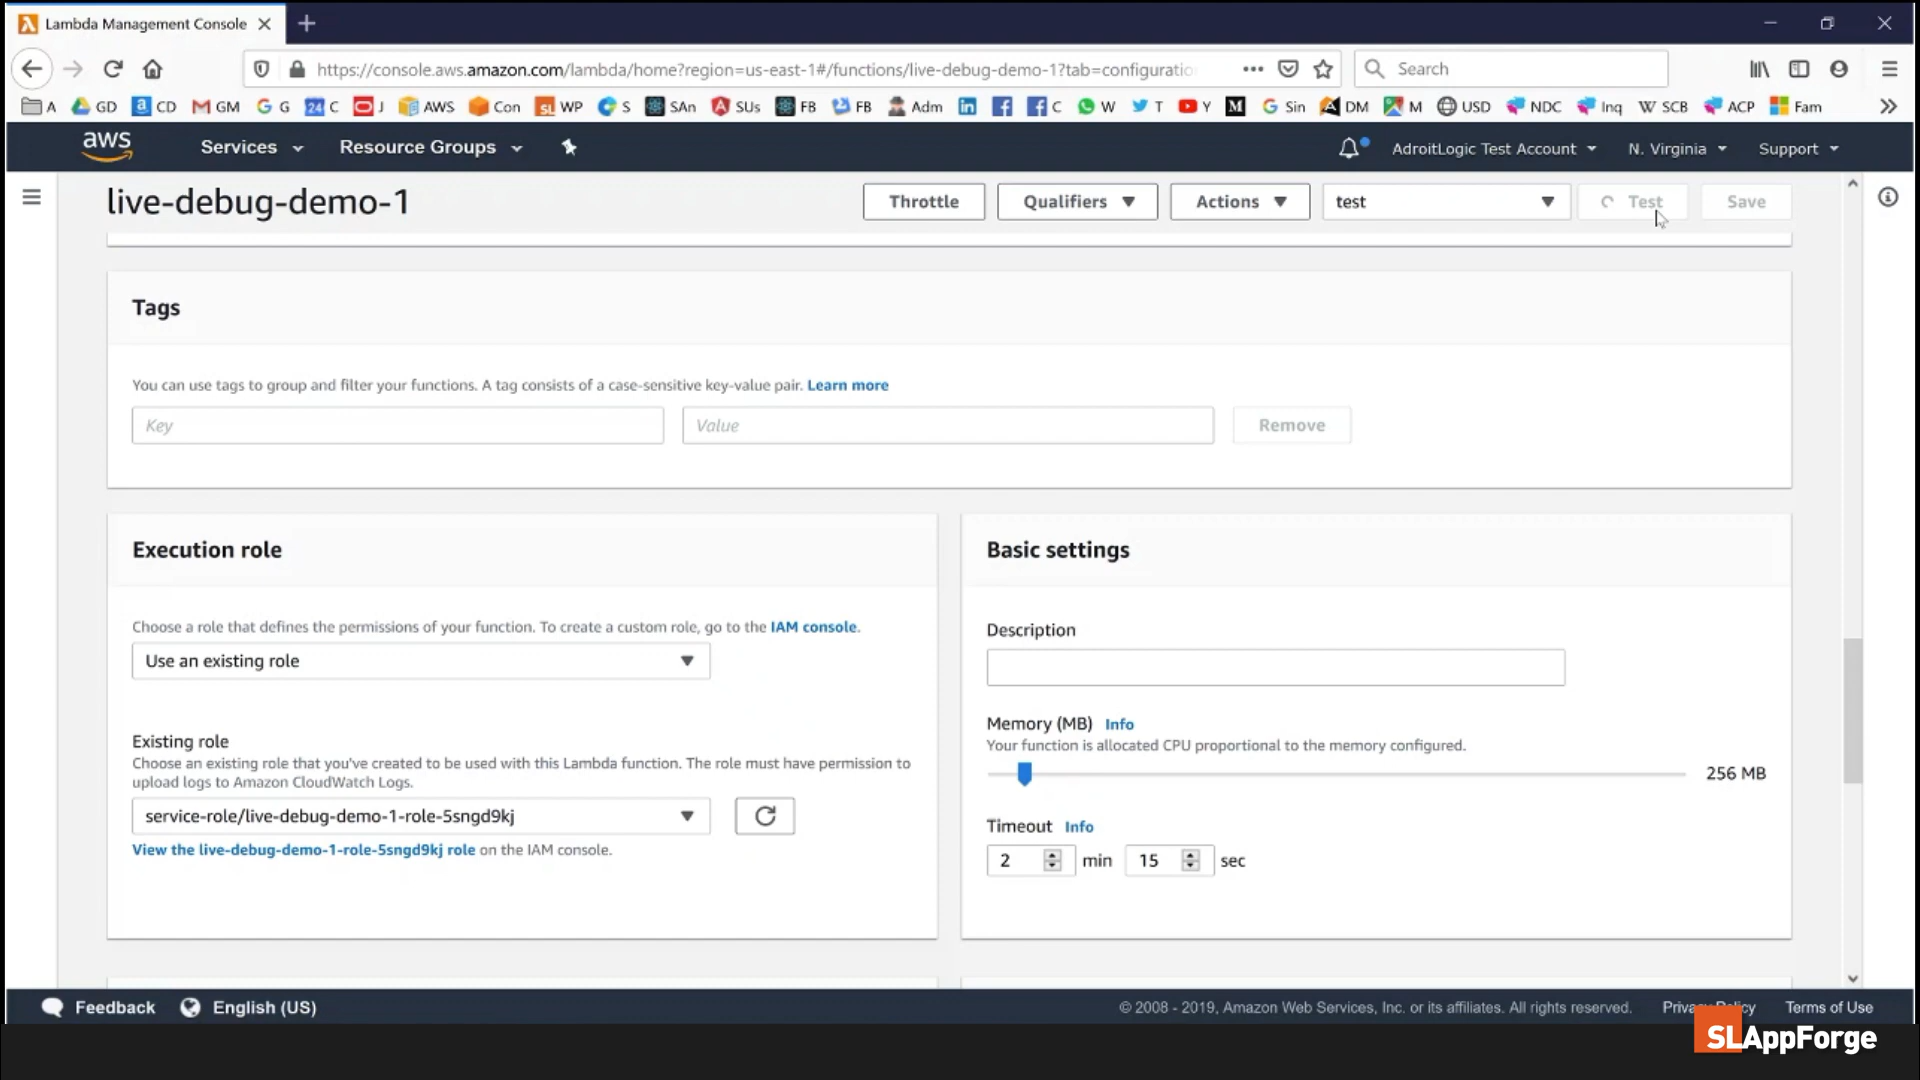 Lambda Management Console
https://console.aws.amazon.com/lambda/home?region=us-east-1#/functions/live-debug-demo-1?tab=configuratio
Search
A GD CD GM G 24 C J AWS Con WP S SAn SUs FB FB Adm C W T Y M Sin DM M USD NDC Inq W SCB ACP Fam
aws Services Resource Groups AdroitLogic Test Account N. Virginia Support
live-debug-demo-1 Throttle Qualifiers Actions test Test Save
Tags
You can use tags to group and filter your functions. A tag consists of a case-sensitive key-value pair. Learn more
Key Value Remove
Execution role
Choose a role that defines the permissions of your function. To create a custom role, go to the IAM console.
Use an existing role
Existing role
Choose an existing role that you've created to be used with this Lambda function. The role must have permission to
upload logs to Amazon CloudWatch Logs.
service-role/live-debug-demo-1-role-5sngd9kj
View the live-debug-demo-1-role-5sngd9kj role on the IAM console.
Basic settings
Description
Memory (MB) Info
Your function is allocated CPU proportional to the memory configured.
256 MB
Timeout Info
2 min 15 sec
Feedback English (US) © 2008 - 2019, Amazon Web Services, Inc. or its affiliates. All rights reserved. Privacy Policy Terms of Use
SLAppForge